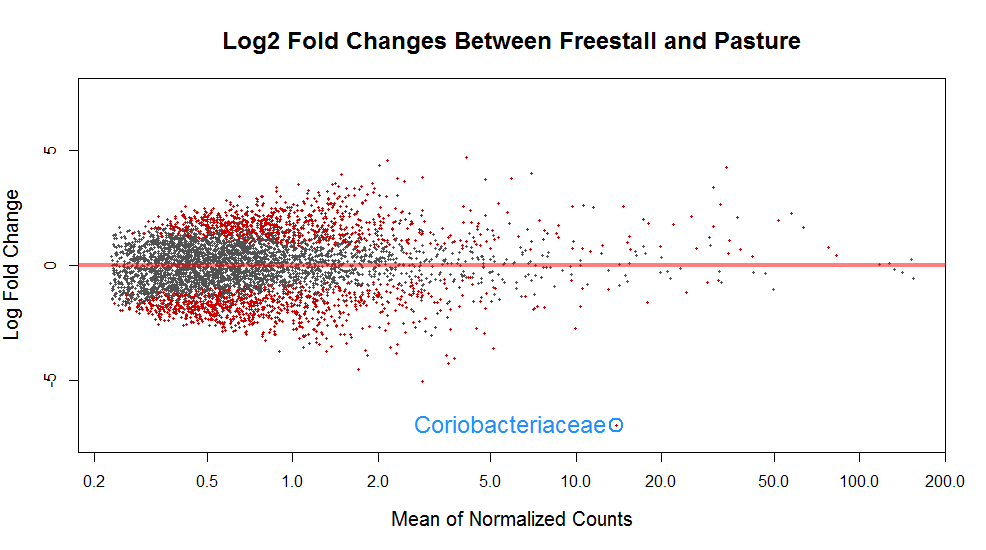 Log2 Fold Changes Between Freestall and Pasture
Log Fold Change
5
0
-5
Coriobacteriaceae
0.2 0.5 1.0 2.0 5.0 10.0 20.0 50.0 100.0 200.0
Mean of Normalized Counts